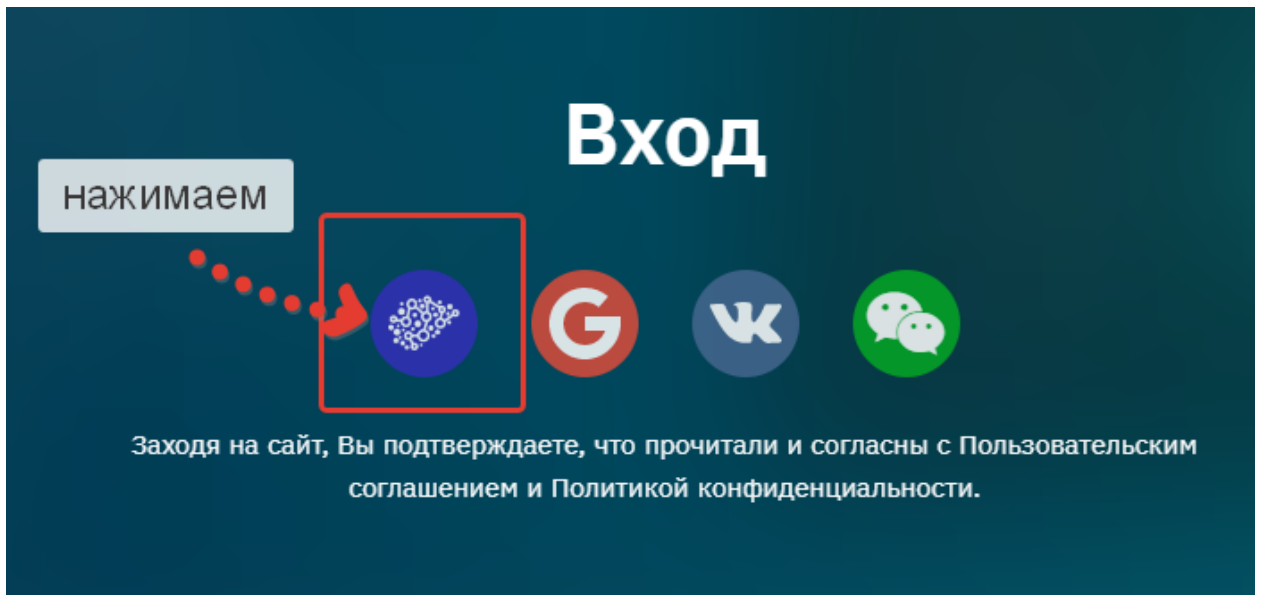 Вход
нажимаем
Заходя на сайт, Вы подтверждаете, что прочитали и согласны с Пользовательским
соглашением и Политикой конфиденциальности.